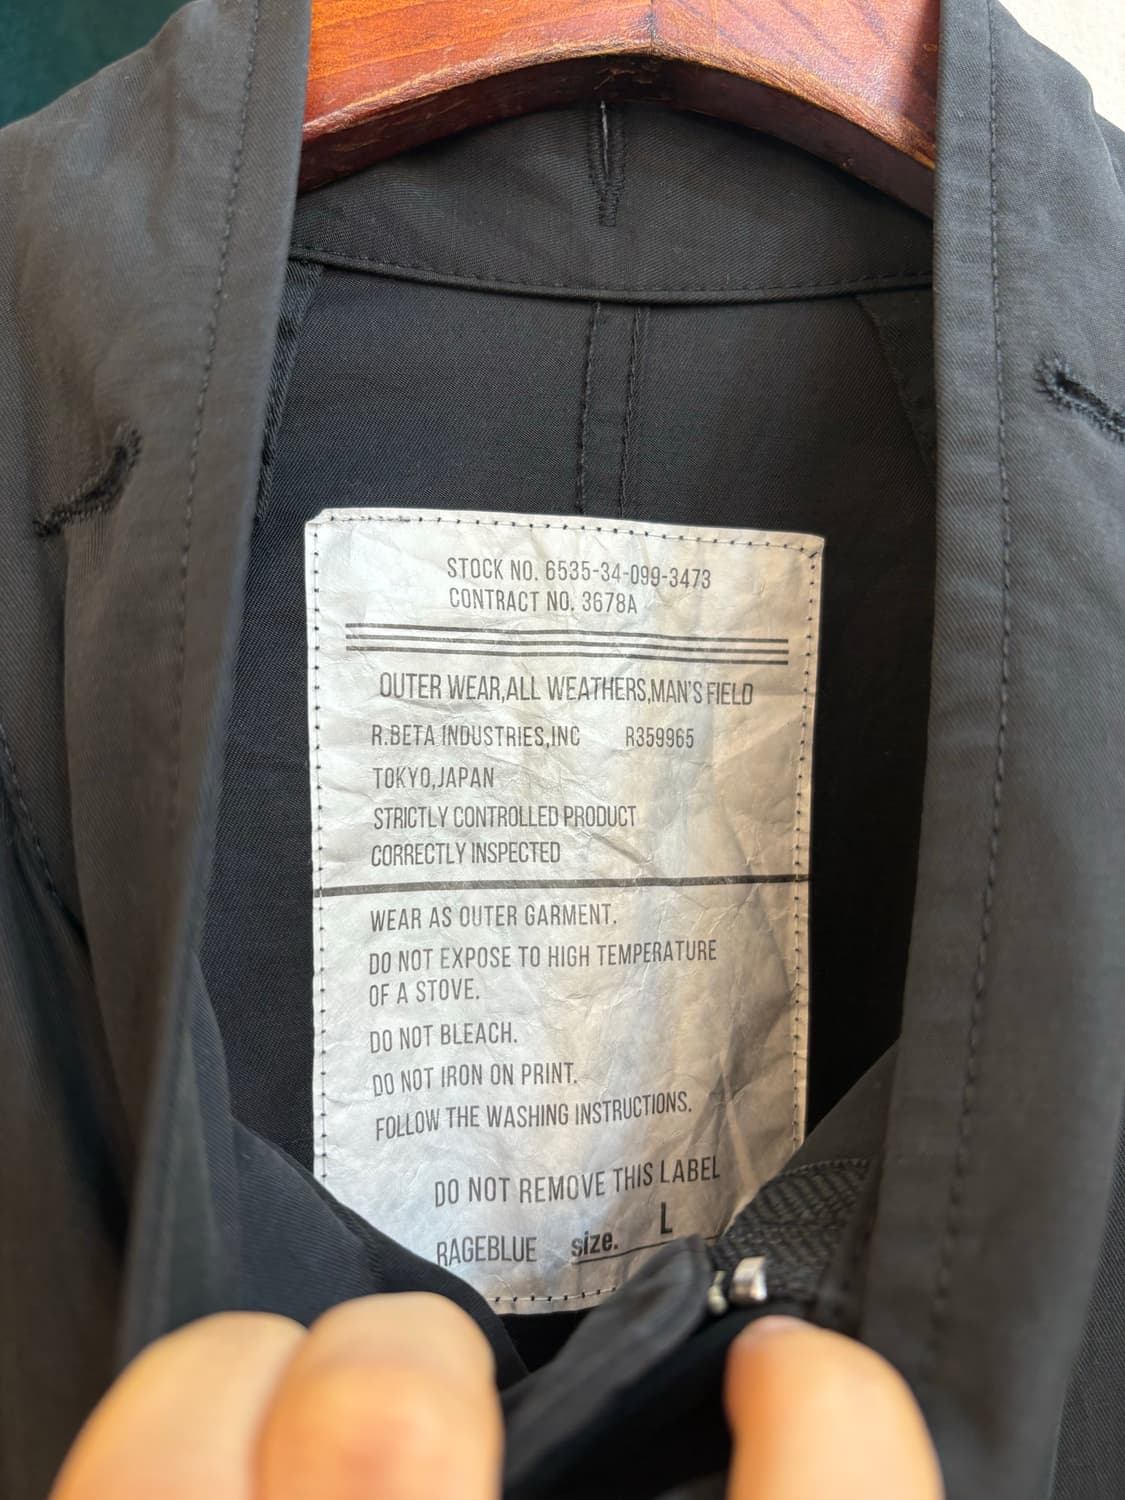 STOCK NO. 6535-34-099-3473
CONTRACT NO. 3678A
OUTER WEAR,ALL WEATHERS,MAN'S FIELD
R.BETA INDUSTRIES,INC R359965
TOKYO,JAPAN
STRICTLY CONTROLLED PRODUCT
CORRECTLY INSPECTED
WEAR AS OUTER GARMENT.
DO NOT EXPOSE TO HIGH TEMPERATURE
OF A STOVE.
DO NOT BLEACH.
DO NOT IRON ON PRINT.
FOLLOW THE WASHING INSTRUCTIONS.
DO NOT REMOVE THIS LABEL
RAGEBLUE size. L